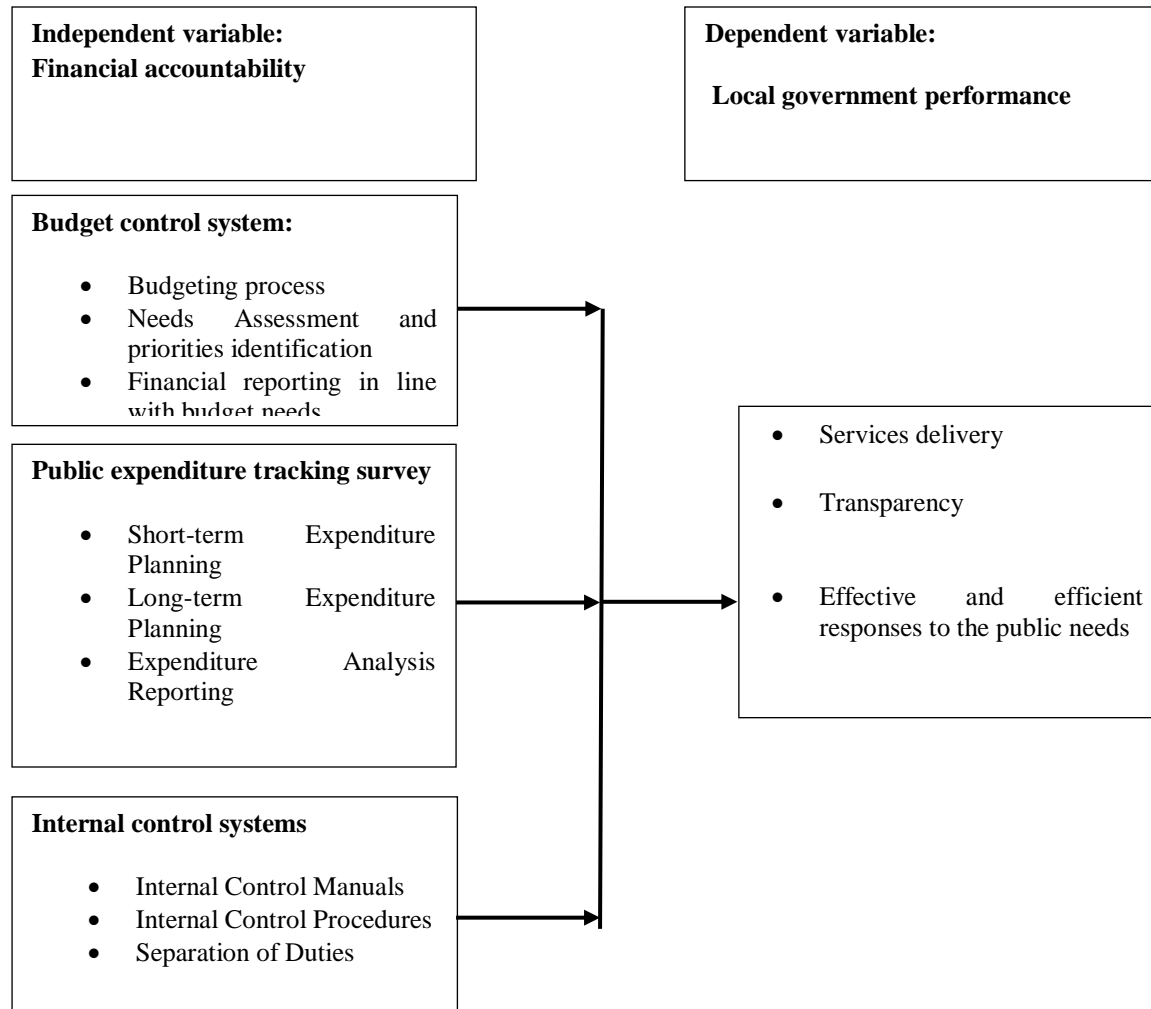 Independent variable:
Financial accountability
Dependent variable:
Local government performance
Budget control system:
• Budgeting process
• Needs Assessment and
priorities identification
• Financial reporting in line
with budget needs
Public expenditure tracking survey
• Short-term Expenditure
Planning
• Long-term Expenditure
Planning
• Expenditure Analysis
Reporting
Internal control systems
• Internal Control Manuals
• Internal Control Procedures
• Separation of Duties
• Services delivery
• Transparency
• Effective and efficient
responses to the public needs